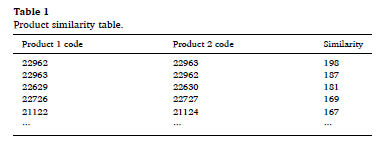 Table 1
Product similarity table.
Product 1 code Product 2 code Similarity
22962 22963 198
22963 22962 187
22629 22630 181
22726 22727 169
21122 21124 167
... ... ...